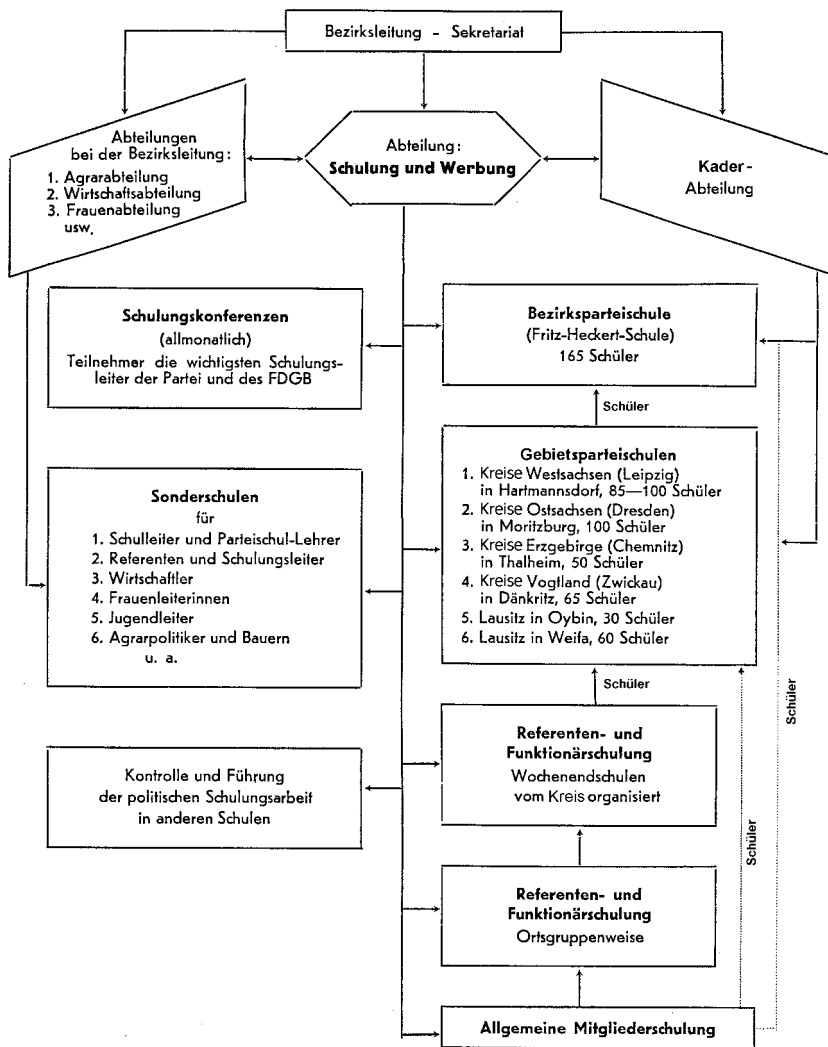 Bezirksleitung - Sekretariat
Abteilungen
bei der Bezirksleitung:
1. Agrarabteilung
2. Wirtschaftsabteilung
3. Frauenabteilung
usw.
Abteilung:
Schulung und Werbung
Kader-
Abteilung
Schulungskonferenzen
(allmonatlich)
Teilnehmer die wichtigsten Schulungs-
leiter der Partei und des FDGB
Bezirksparteischule
(Fritz-Heckert-Schule)
165 Schüler
Schüler
Sonderschulen
für
1. Schulleiter und Parteischul-Lehrer
2. Referenten und Schulungsleiter
3. Wirtschaftler
4. Frauenleiterinnen
5. Jugendleiter
6. Agrarpolitiker und Bauern
u. a.
Gebietsparteischulen
1. Kreise Westsachsen (Leipzig)
in Hartmannsdorf, 85—100 Schüler
2. Kreise Ostsachsen (Dresden)
in Moritzburg, 100 Schüler
3. Kreise Erzgebirge (Chemnitz)
in Thalheim, 50 Schüler
4. Kreise Vogtland (Zwickau)
in Dänkritz, 65 Schüler
5. Lausitz in Oybin, 30 Schüler
6. Lausitz in Weifa, 60 Schüler
Schüler
Schüler
Kontrolle und Führung
der politischen Schulungsarbeit
in anderen Schulen
Referenten- und
Funktionärschulung
Wochenendschulen
vom Kreis organisiert
Schüler
Referenten- und
Funktionärschulung
Ortsgruppenweise
Allgemeine Mitgliederschulung